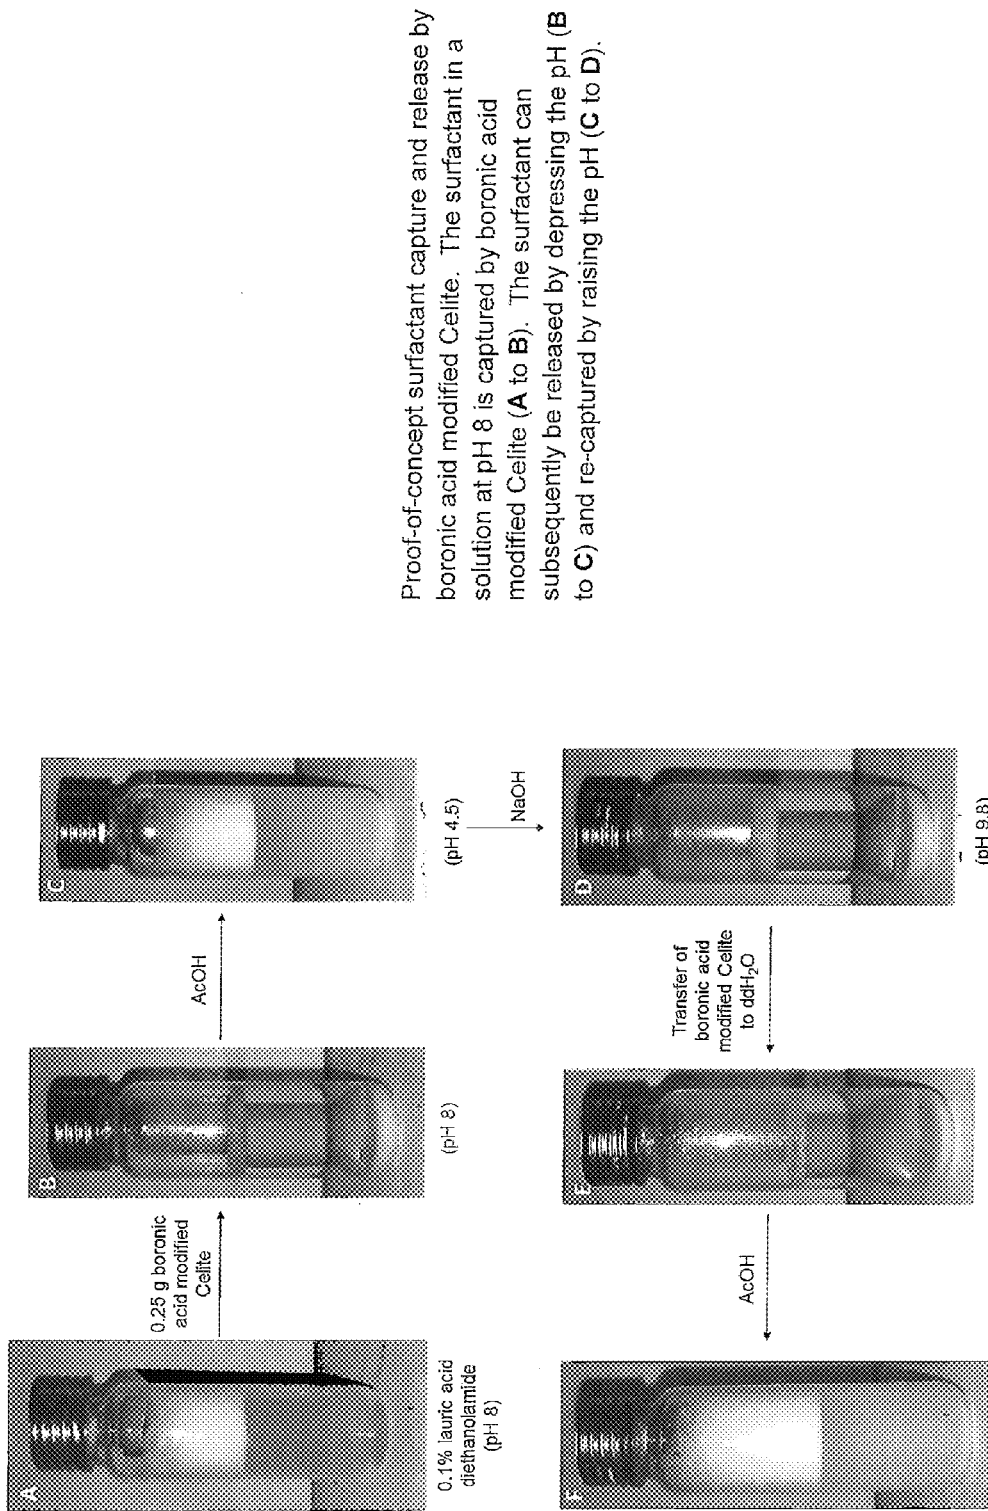 A
0.1% lauric acid
diethanolamide
(pH 8)
0.25 g boronic
acid modified
Celite
B
(pH 8)
AcOH
C
(pH 4.5)
NaOH
D
(pH 9.8)
Transfer of
boronic acid
modified Celite
to ddH₂O
E
AcOH
F
Proof-of-concept surfactant capture and release by
boronic acid modified Celite. The surfactant in a
solution at pH 8 is captured by boronic acid
modified Celite (A to B). The surfactant can
subsequently be released by depressing the pH (B
to C) and re-captured by raising the pH (C to D).